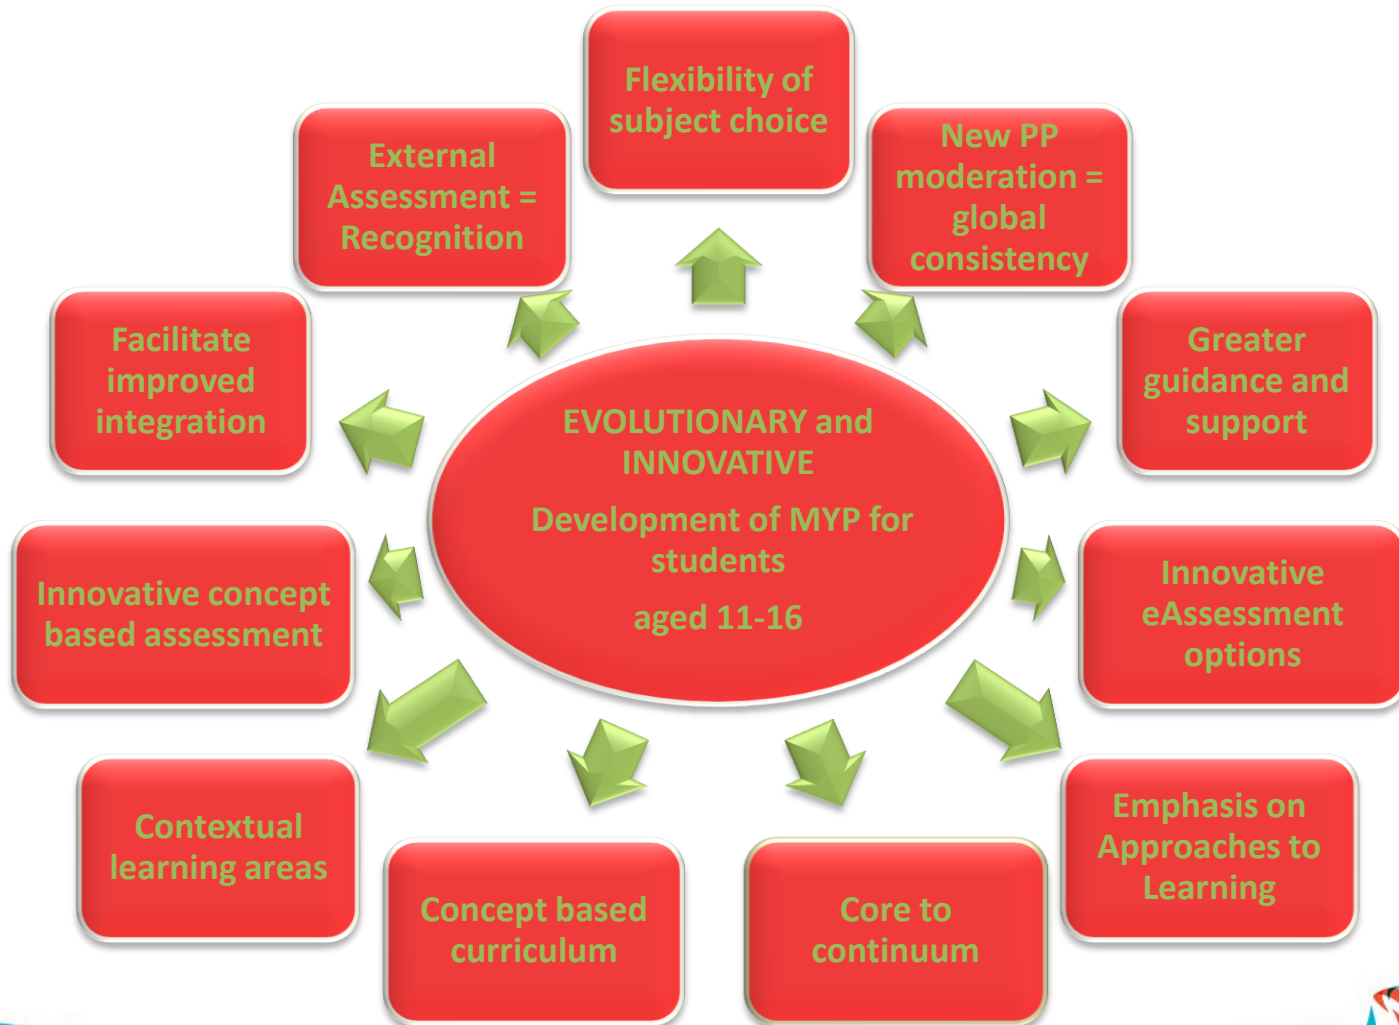 Flexibility of
subject choice
External
Assessment =
Recognition
New PP
moderation =
global
consistency
Facilitate
improved
integration
Greater
guidance and
support
EVOLUTIONARY and
INNOVATIVE
Development of MYP for
students
aged 11-16
Innovative concept
based assessment
Innovative
eAssessment
options
Contextual
learning areas
Emphasis on
Approaches to
Learning
Concept based
curriculum
Core to
continuum